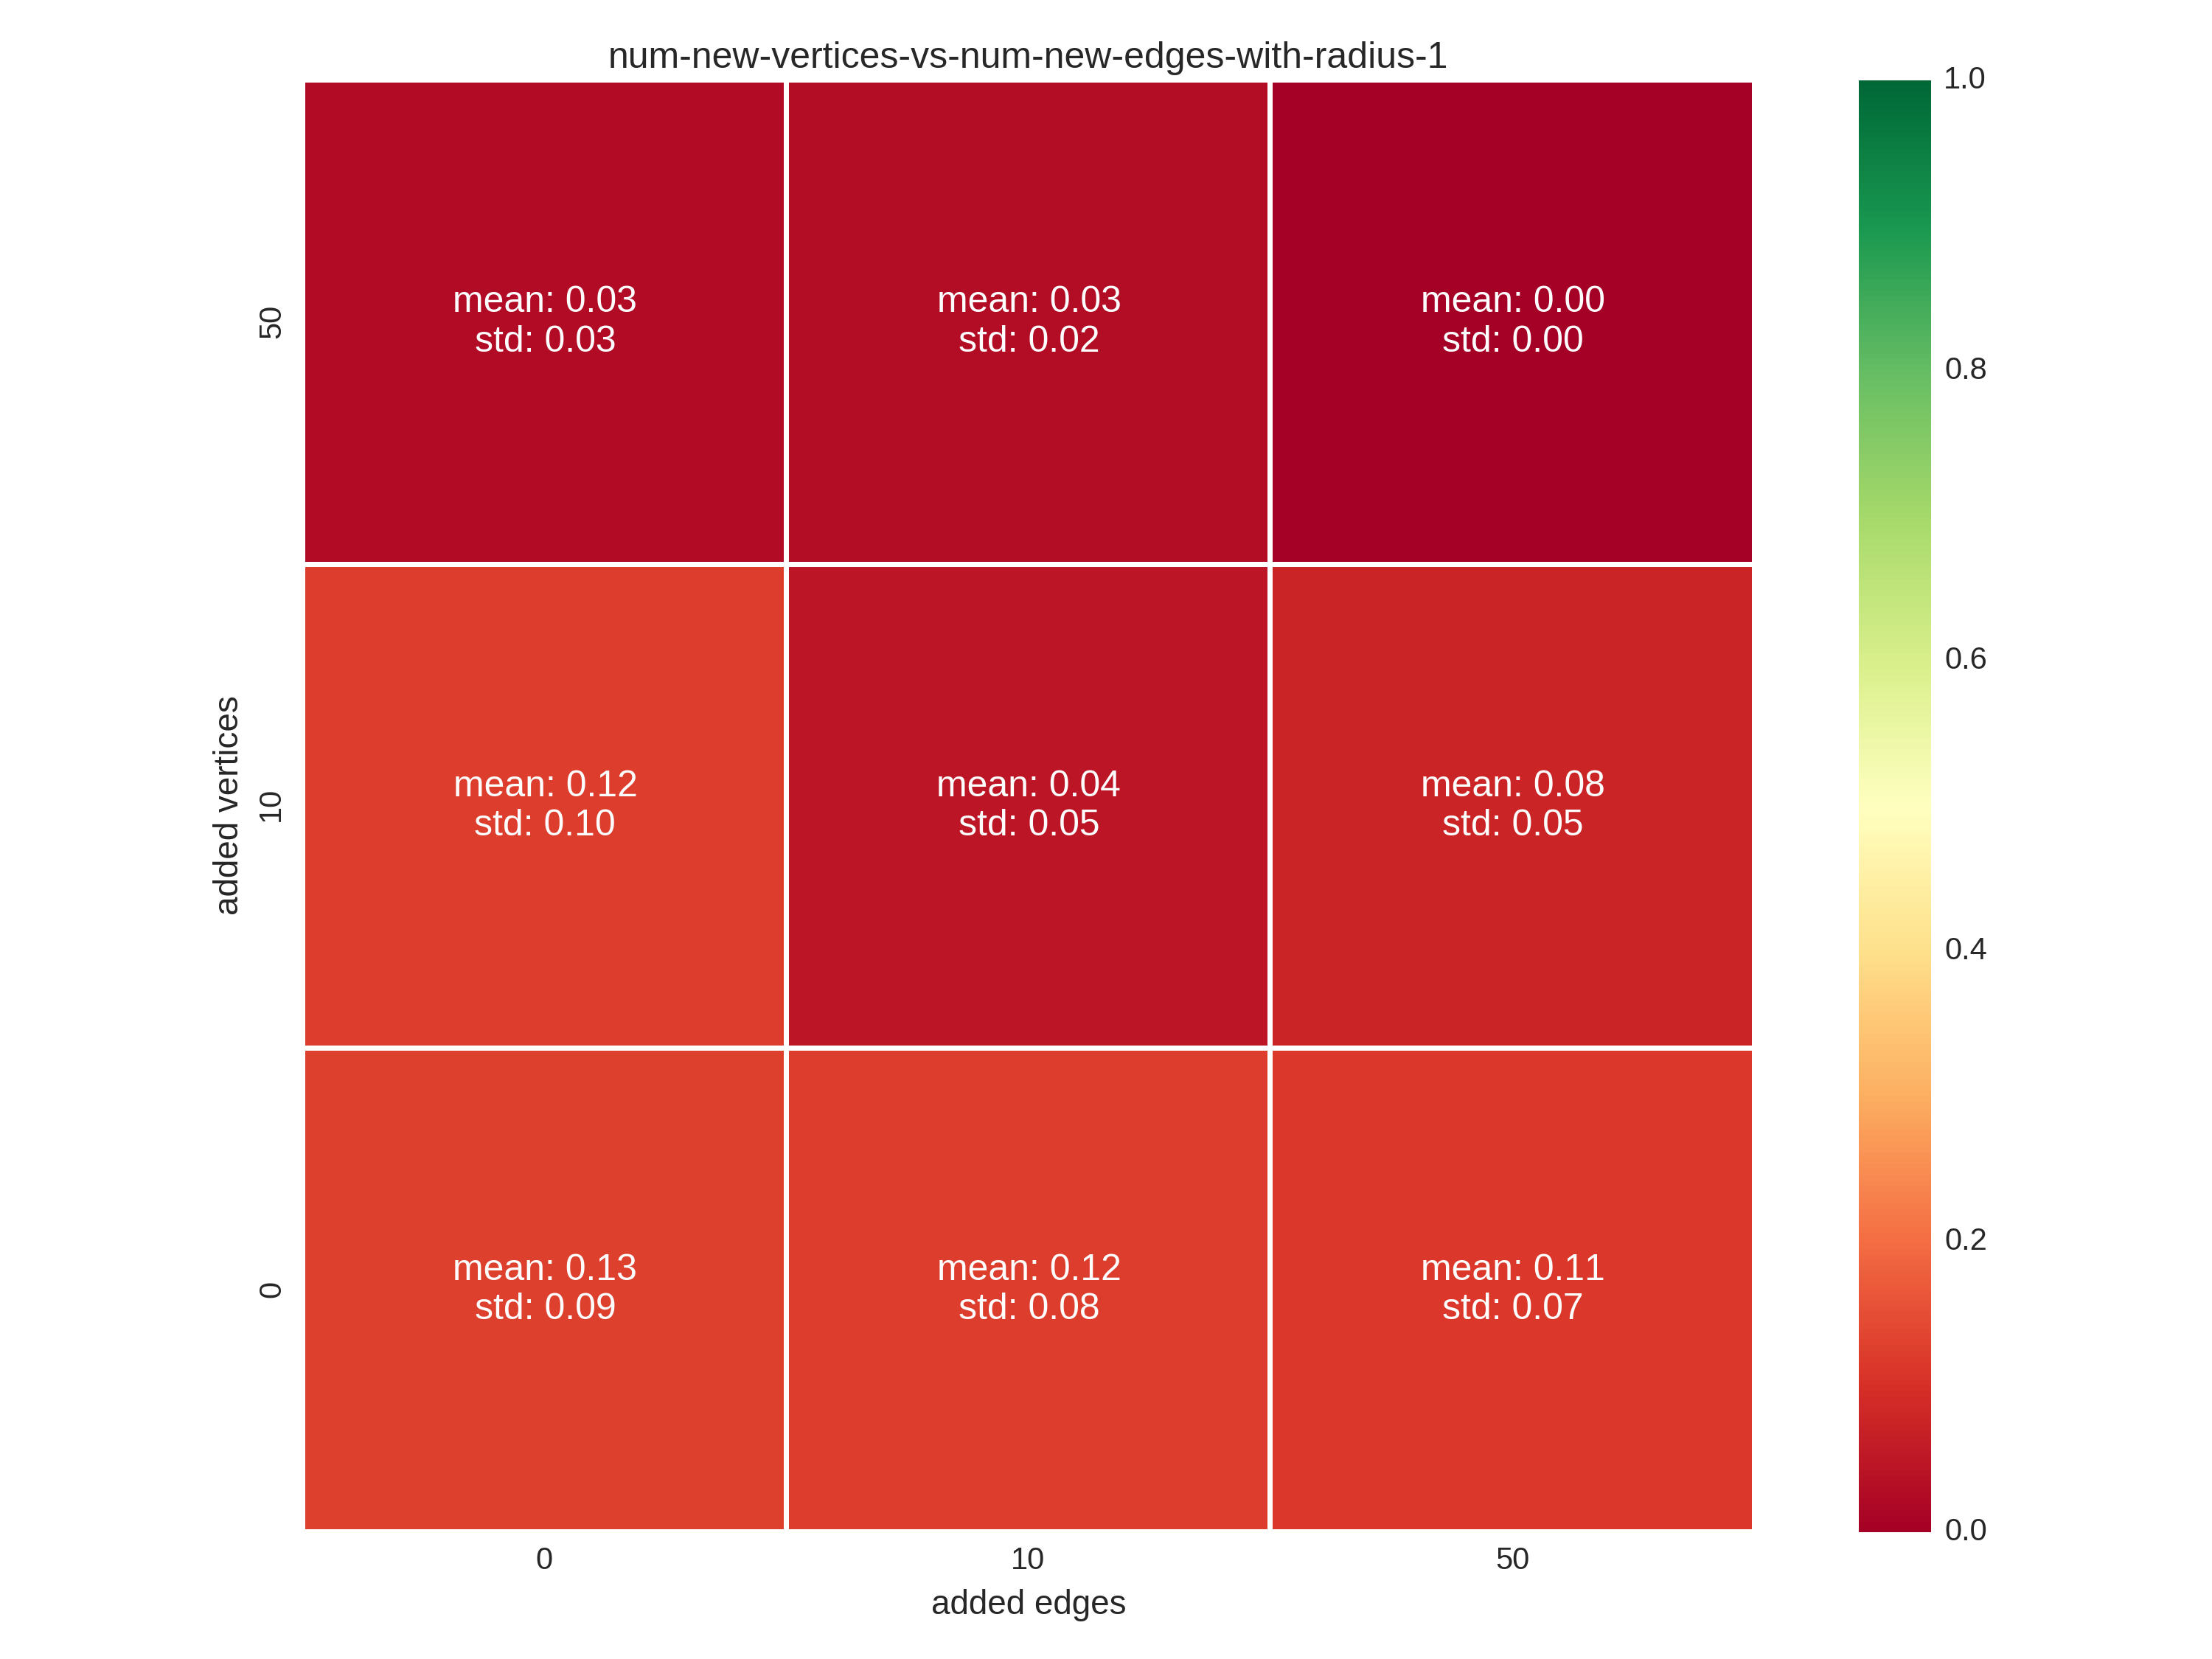 num-new-vertices-vs-num-new-edges-with-radius-1
mean: 0.03
std: 0.03
mean: 0.03
std: 0.02
mean: 0.00
std: 0.00
mean: 0.12
std: 0.10
mean: 0.04
std: 0.05
mean: 0.08
std: 0.05
mean: 0.13
std: 0.09
mean: 0.12
std: 0.08
mean: 0.11
std: 0.07
added vertices
50
10
0
0
10
50
added edges
1.0
0.8
0.6
0.4
0.2
0.0